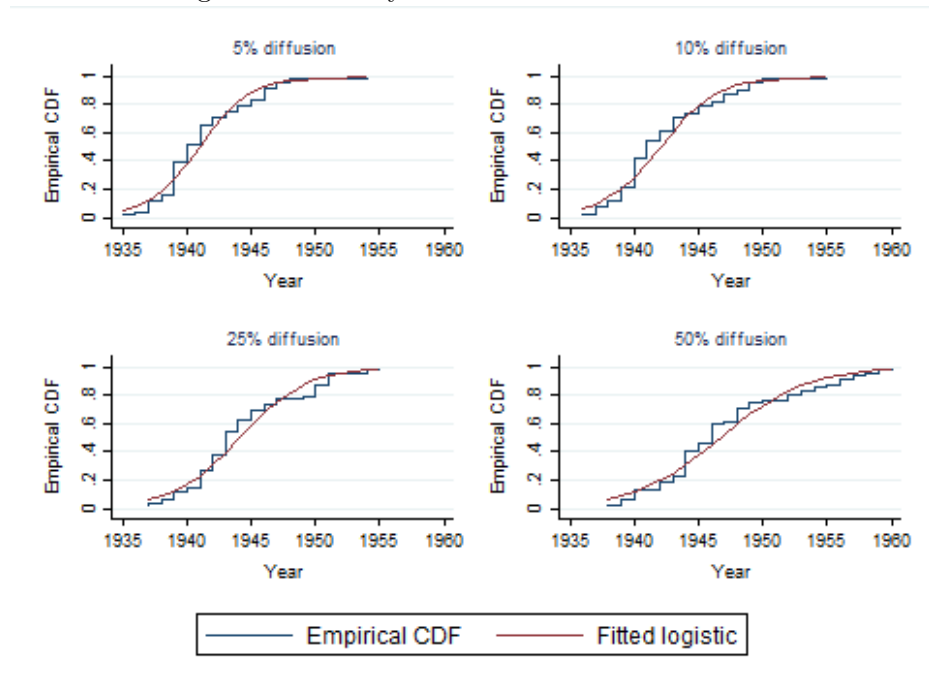 5% diffusion
10% diffusion
Empirical CDF
0 .2 .4 .6 .8 1
1935 1940 1945 1950 1955 1960
Year
Empirical CDF
0 .2 .4 .6 .8 1
1935 1940 1945 1950 1955 1960
Year
25% diffusion
50% diffusion
Empirical CDF
0 .2 .4 .6 .8 1
1935 1940 1945 1950 1955 1960
Year
Empirical CDF
0 .2 .4 .6 .8 1
1935 1940 1945 1950 1955 1960
Year
Empirical CDF
Fitted logistic